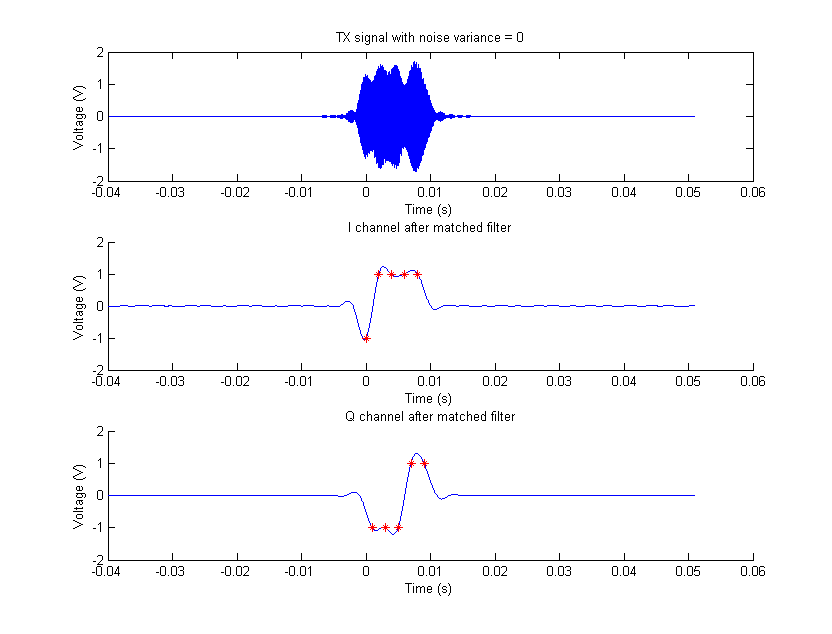 TX signal with noise variance = 0
2
1
0
-1
-2
Voltage (V)
-0.04 -0.03 -0.02 -0.01 0 0.01 0.02 0.03 0.04 0.05 0.06
Time (s)
I channel after matched filter
2
1
0
-1
-2
Voltage (V)
-0.04 -0.03 -0.02 -0.01 0 0.01 0.02 0.03 0.04 0.05 0.06
Time (s)
Q channel after matched filter
2
1
0
-1
-2
Voltage (V)
-0.04 -0.03 -0.02 -0.01 0 0.01 0.02 0.03 0.04 0.05 0.06
Time (s)